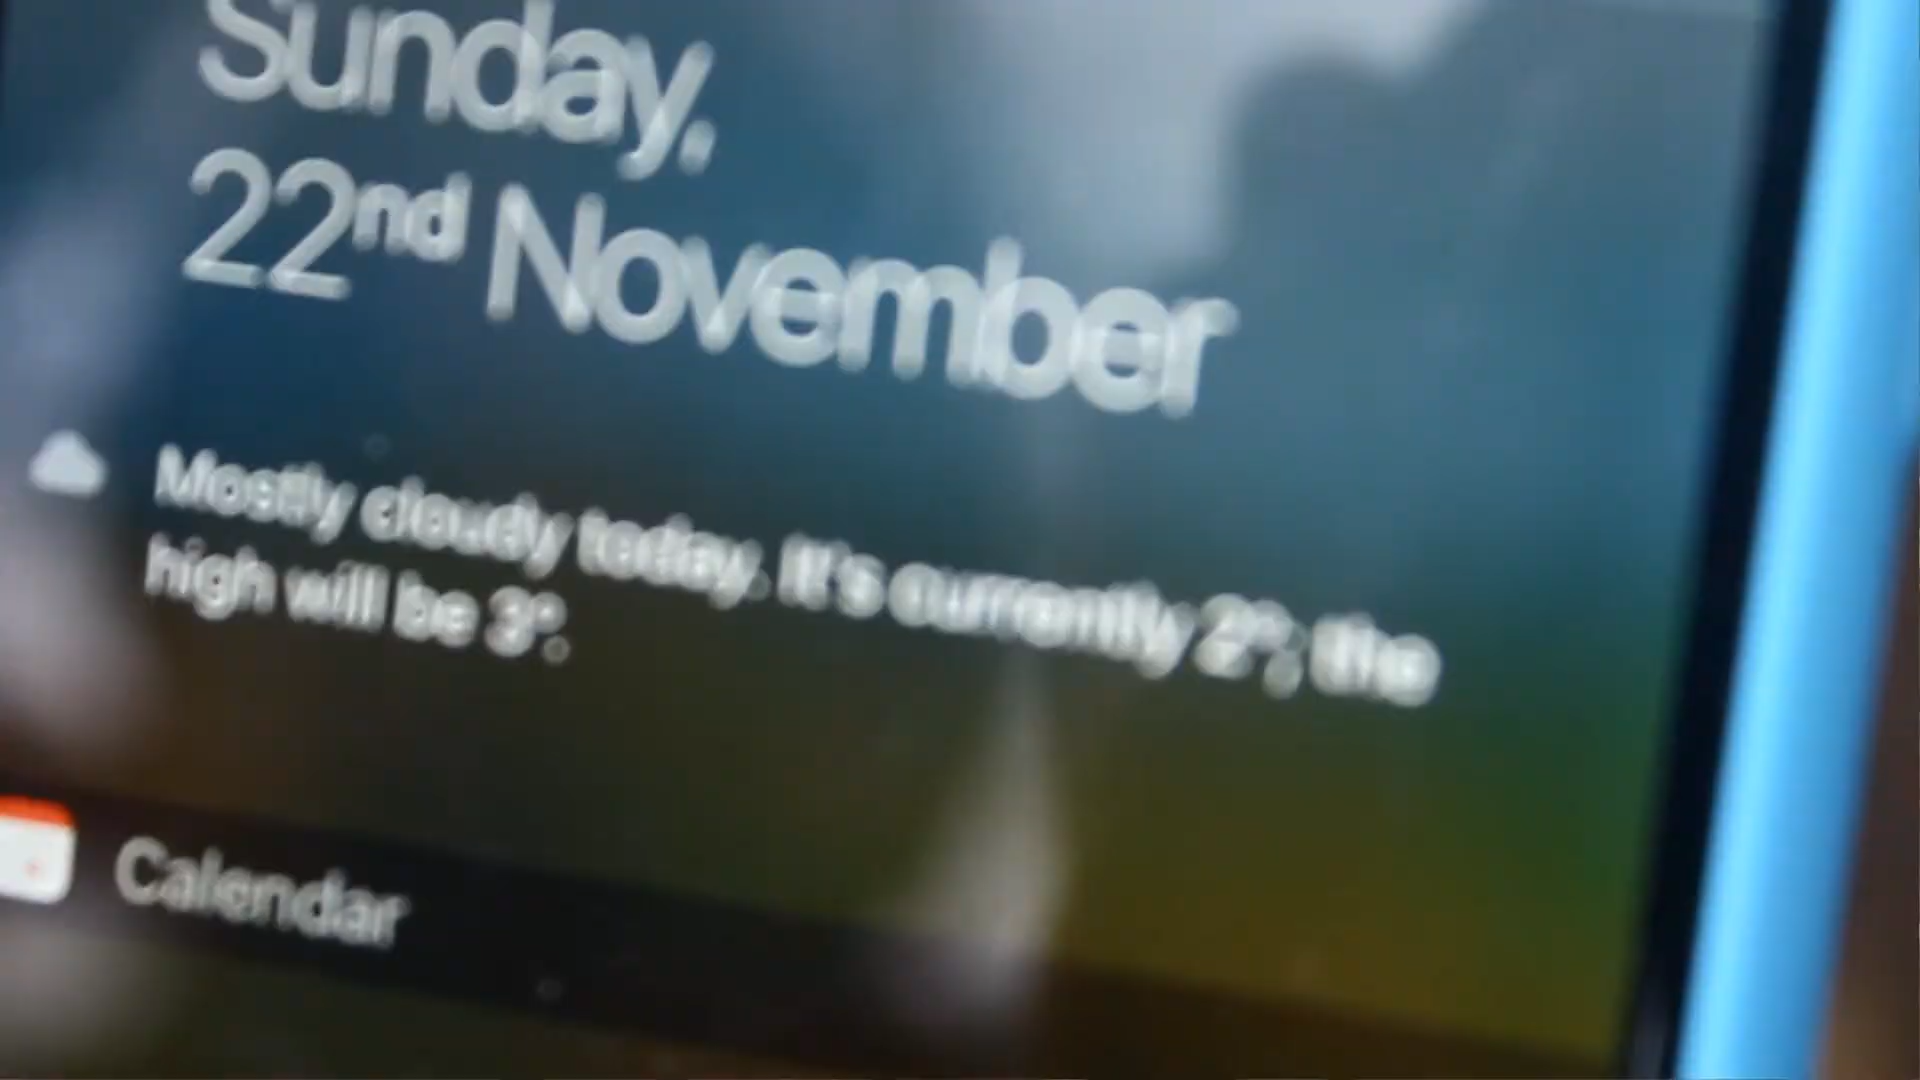 Sunday,
22nd November
Mostly cloudy today. It's currently 2°; the
high will be 3°.
Calendar